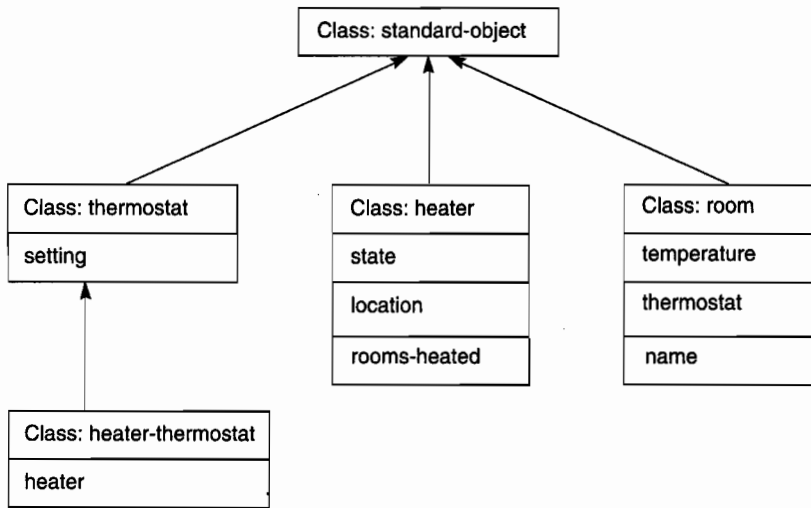 Class: standard-object
Class: thermostat
setting
Class: heater
state
location
rooms-heated
Class: room
temperature
thermostat
name
Class: heater-thermostat
heater